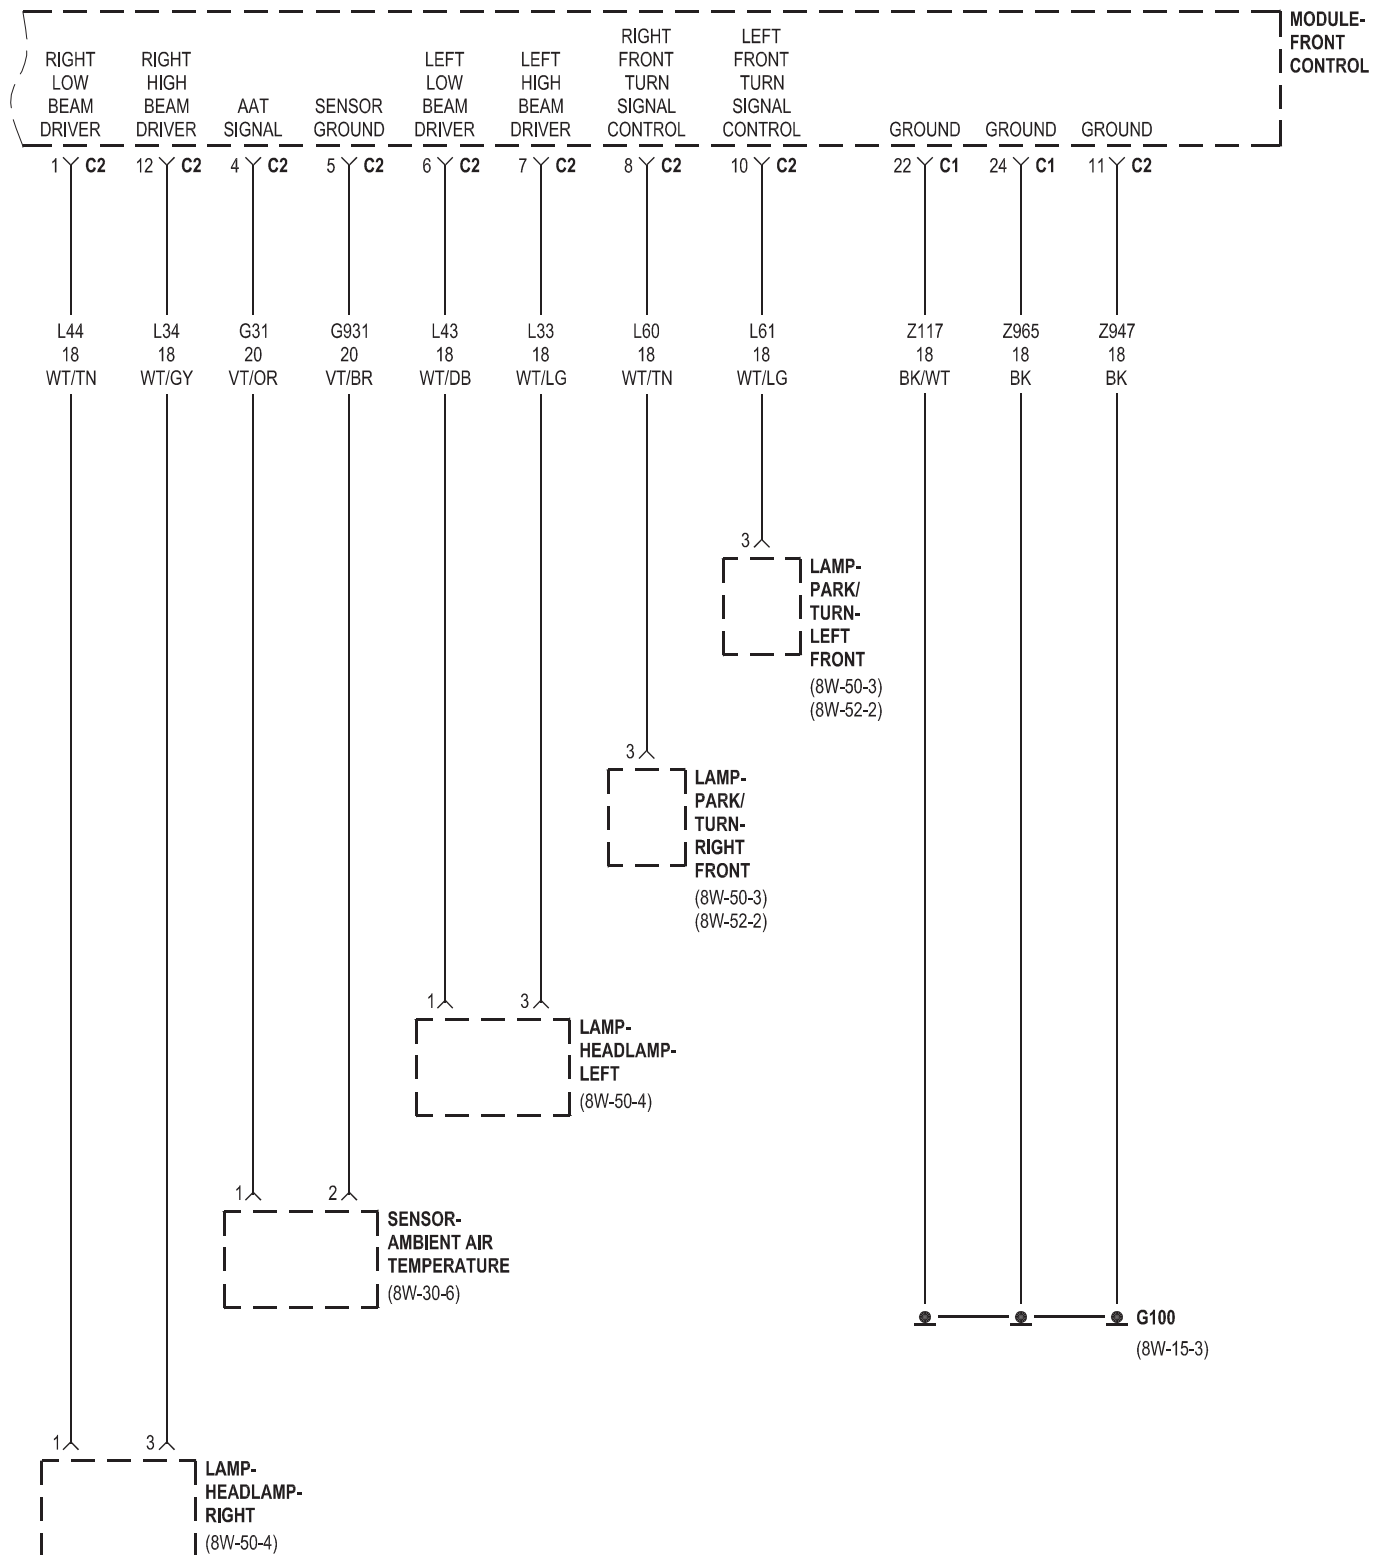 MODULE-
FRONT
CONTROL
RIGHT
LOW
BEAM
DRIVER
RIGHT
HIGH
BEAM
DRIVER
AAT
SIGNAL
SENSOR
GROUND
LEFT
LOW
BEAM
DRIVER
LEFT
HIGH
BEAM
DRIVER
RIGHT
FRONT
TURN
SIGNAL
CONTROL
LEFT
FRONT
TURN
SIGNAL
CONTROL
GROUND
GROUND
GROUND
1 C2
12 C2
4 C2
5 C2
6 C2
7 C2
8 C2
10 C2
22 C1
24 C1
11 C2
L44
18
WT/TN
L34
18
WT/GY
G31
20
VT/OR
G931
20
VT/BR
L43
18
WT/DB
L33
18
WT/LG
L60
18
WT/TN
L61
18
WT/LG
Z117
18
BK/WT
Z965
18
BK
Z947
18
BK
3
LAMP-
PARK/
TURN-
LEFT
FRONT
(8W-50-3)
(8W-52-2)
3
LAMP-
PARK/
TURN-
RIGHT
FRONT
(8W-50-3)
(8W-52-2)
1
3
LAMP-
HEADLAMP-
LEFT
(8W-50-4)
1
2
SENSOR-
AMBIENT AIR
TEMPERATURE
(8W-30-6)
G100
(8W-15-3)
1
3
LAMP-
HEADLAMP-
RIGHT
(8W-50-4)